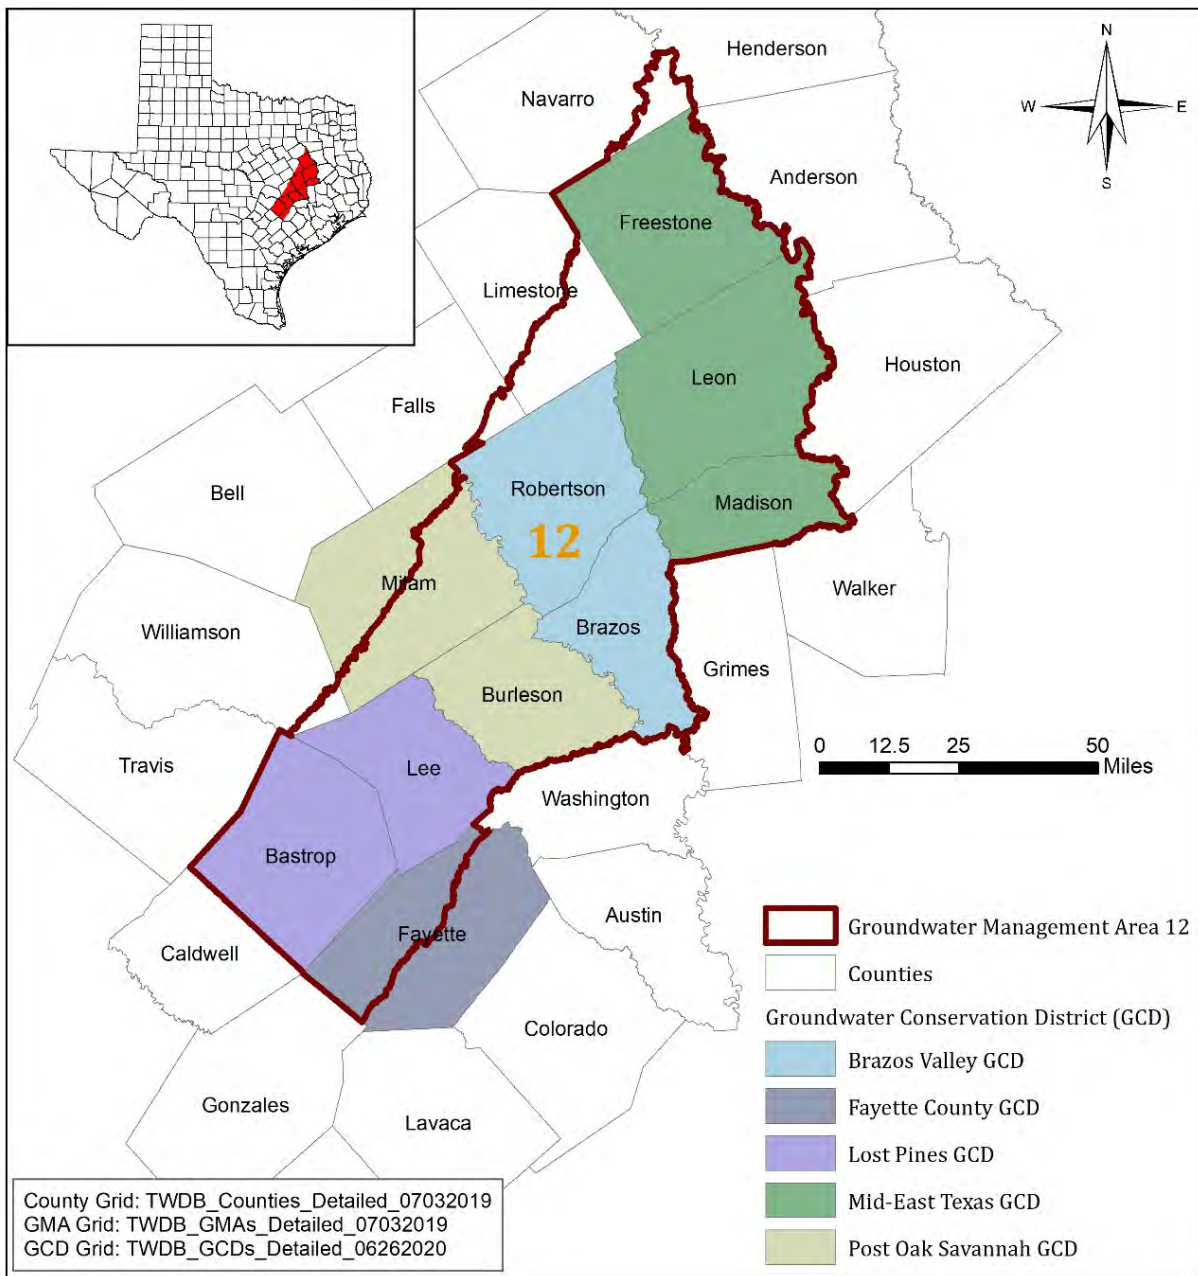 Henderson
N
Navarro
W
E
S
Anderson
Freestone
Limestone
Houston
Leon
Falls
Bell
Robertson
Madison
12
Milam
Walker
Williamson
Brazos
Grimes
Burleson
0 12.5 25 50
Miles
Travis
Lee
Washington
Bastrop
Austin
Fayette
Groundwater Management Area 12
Caldwell
Counties
Groundwater Conservation District (GCD)
Colorado
Brazos Valley GCD
Gonzales
Fayette County GCD
Lavaca
Lost Pines GCD
Mid-East Texas GCD
Post Oak Savannah GCD
County Grid: TWDB_Counties_Detailed_07032019
GMA Grid: TWDB_GMAs_Detailed_07032019
GCD Grid: TWDB_GCDs_Detailed_06262020